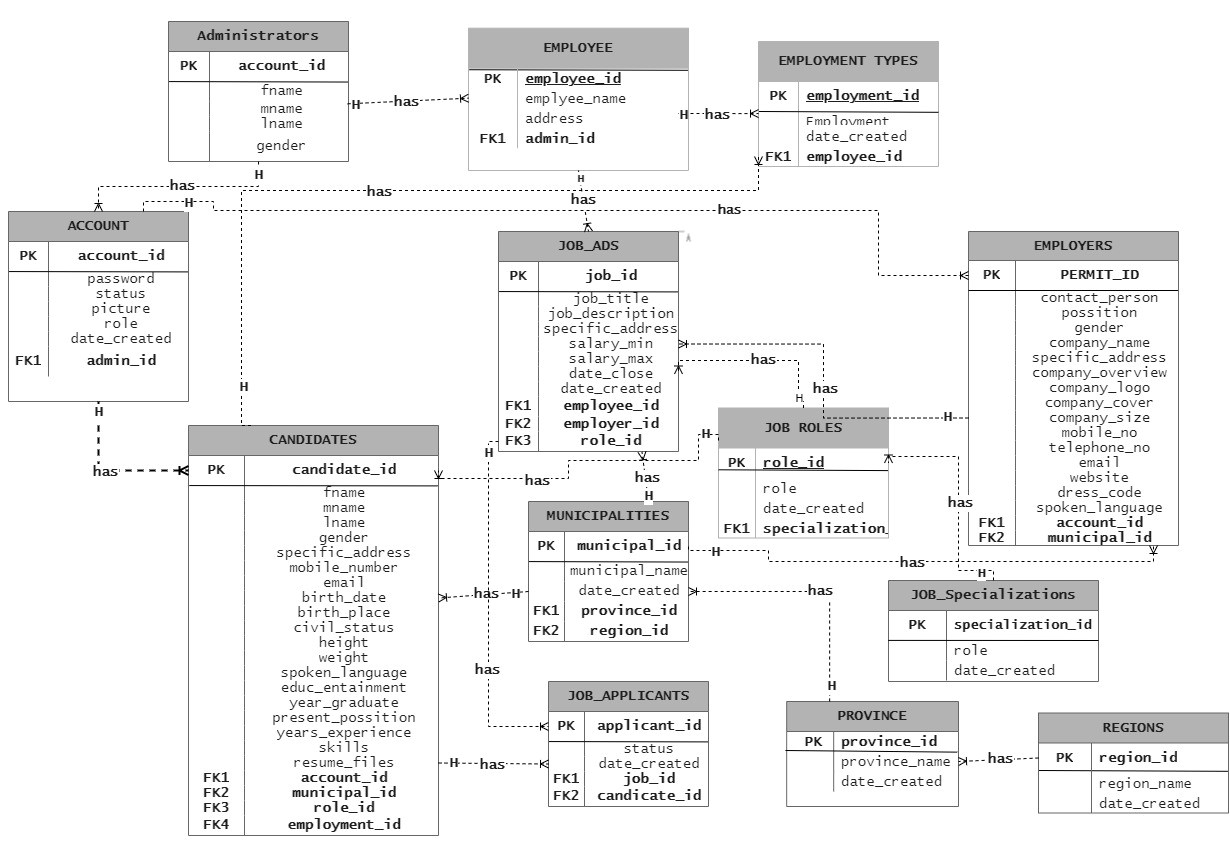 Administrators
PK account_id
fname
mname
lname
gender
EMPLOYEE
PK employee_id
emplyee_name
address
FK1 admin_id
EMPLOYMENT TYPES
PK employment_id
Employment
date_created
FK1 employee_id
H has
H has
H
has
H
has
H
has
has
H
ACCOUNT
PK account_id
password
status
picture
role
date_created
FK1 admin_id
JOB_ADS
PK job_id
job_title
job_description
specific_address
salary_min
salary_max
date_close
date_created
FK1 employee_id
FK2 employer_id
FK3 role_id
EMPLOYERS
PK PERMIT_ID
contact_person
possition
gender
company_name
specific_address
company_overview
company_logo
company_cover
company_size
mobile_no
telephone_no
email
website
dress_code
spoken_language
FK1 account_id
FK2 municipal_id
has
H
has
H
H
has
H
has
H
has
H
has
CANDIDATES
PK candidate_id
fname
mname
lname
gender
specific_address
mobile_number
email
birth_date
birth_place
civil_status
height
weight
spoken_language
educ_entainment
year_graduate
present_possition
years_experience
skills
resume_files
FK1 account_id
FK2 municipal_id
FK3 role_id
FK4 employment_id
JOB ROLES
PK role_id
role
date_created
FK1 specialization_
MUNICIPALITIES
PK municipal_id
municipal_name
date_created
FK1 province_id
FK2 region_id
H
has
has
H
has H
has
H
JOB_Specializations
PK specialization_id
role
date_created
has
H
JOB_APPLICANTS
PK applicant_id
status
date_created
FK1 job_id
FK2 candicate_id
H has
PROVINCE
PK province_id
province_name
date_created
has
REGIONS
PK region_id
region_name
date_created